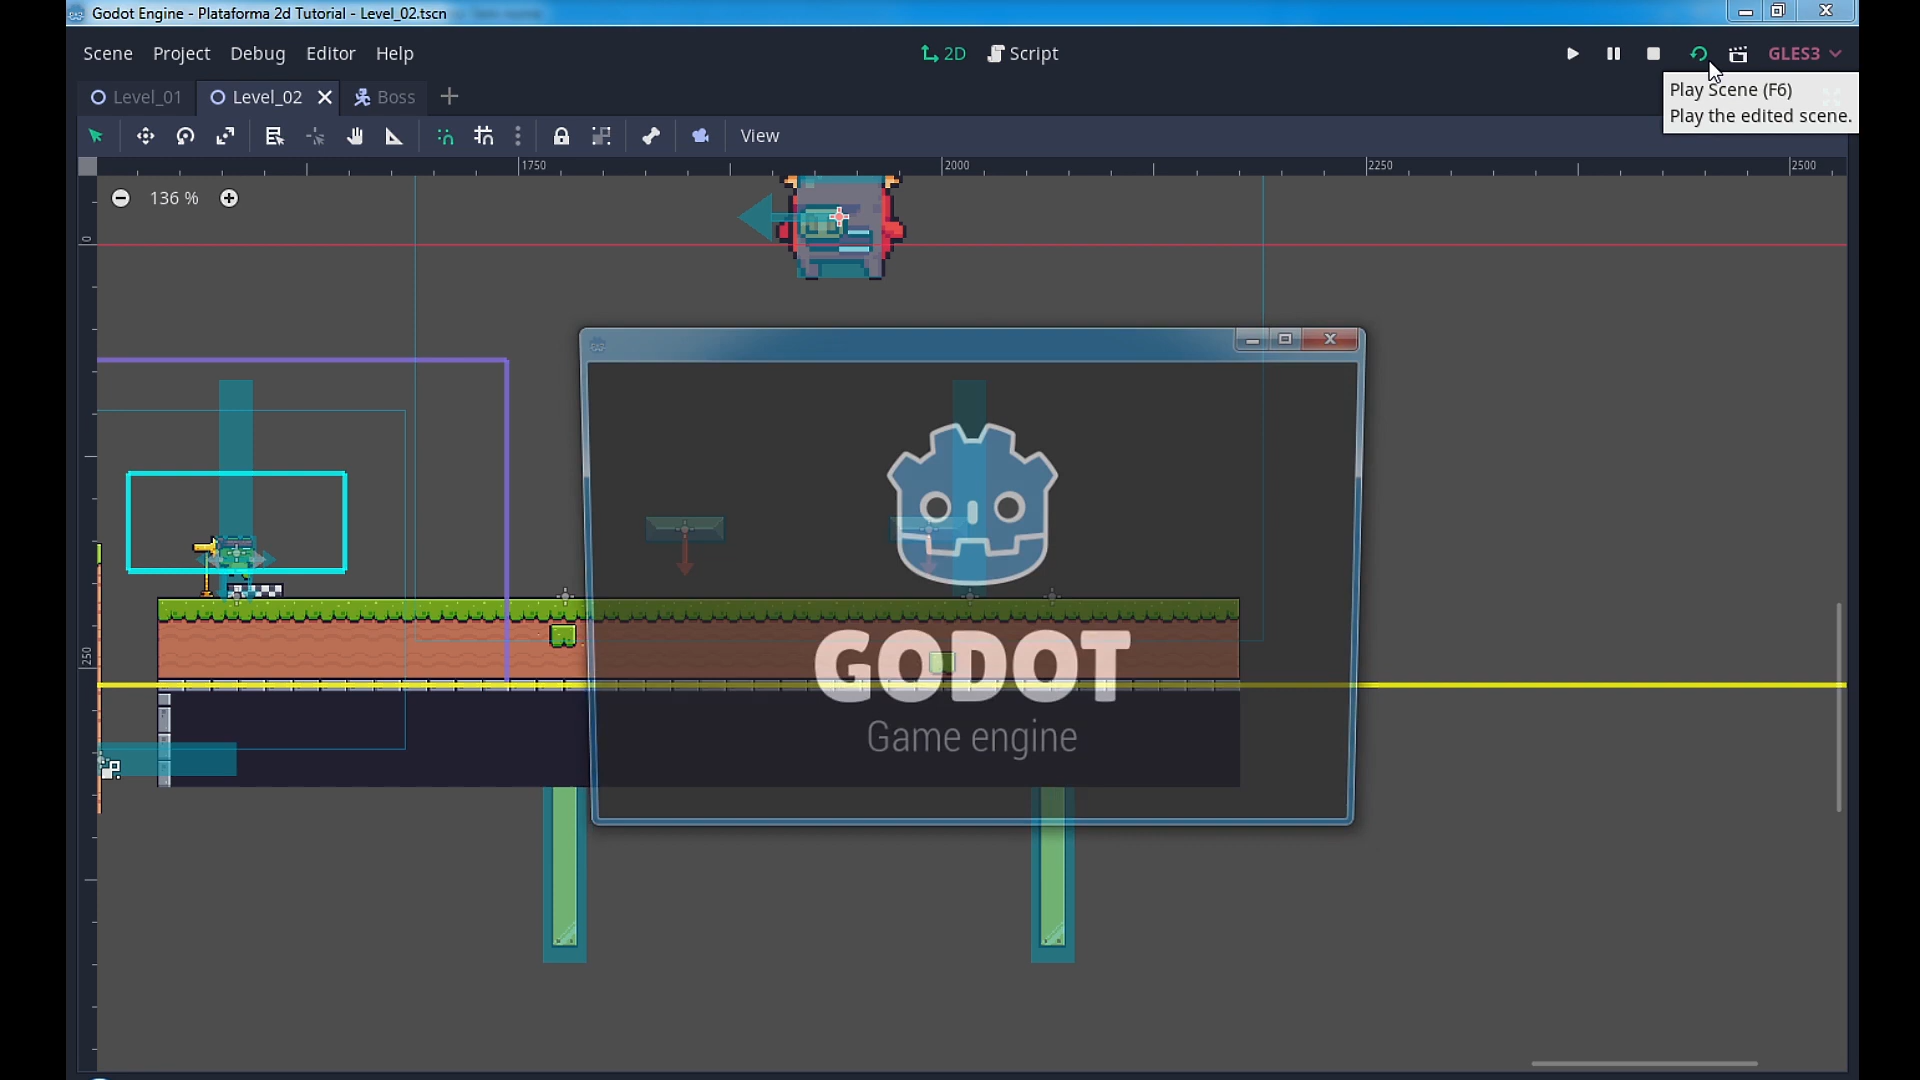 Godot Engine - Plataforma 2d Tutorial - Level_02.tscn
Scene Project Debug Editor Help
2D Script
GLES3
Level_01 Level_02 Boss
Play Scene (F6)
Play the edited scene.
View
1750 2000 2250 2500
136 %
0
250
GODOT
Game engine